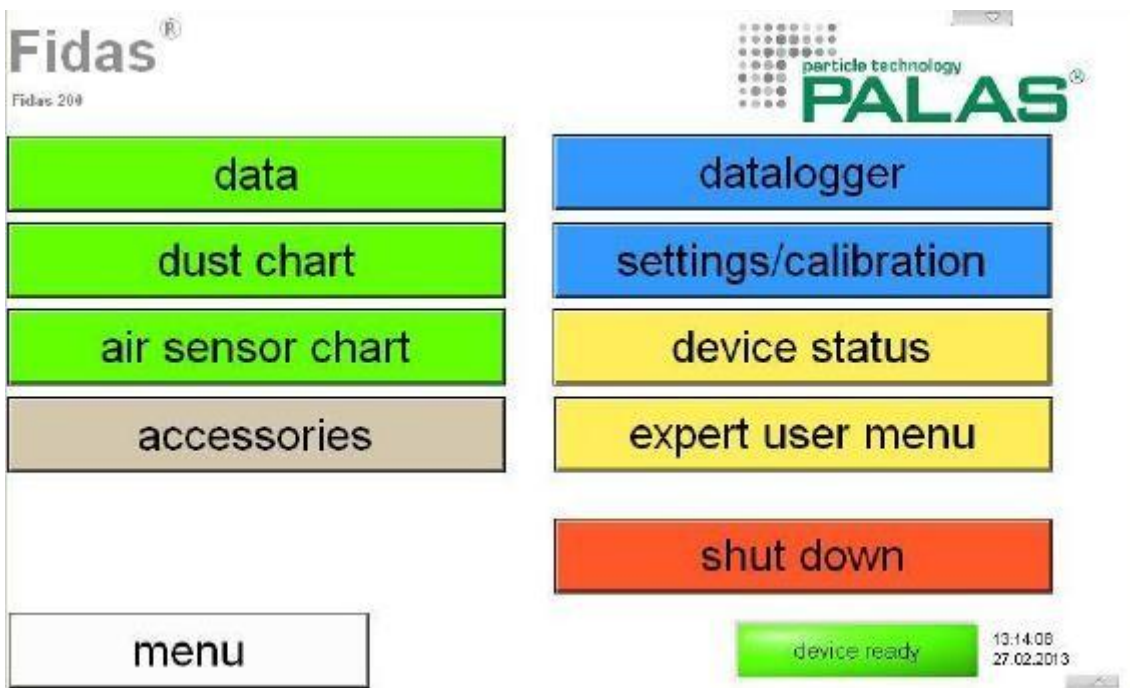 Fidas®
Fidas 200
particle technology
PALAS®
data
dust chart
air sensor chart
accessories
datalogger
settings/calibration
device status
expert user menu
shut down
menu
device ready
13:14:08
27.02.2013